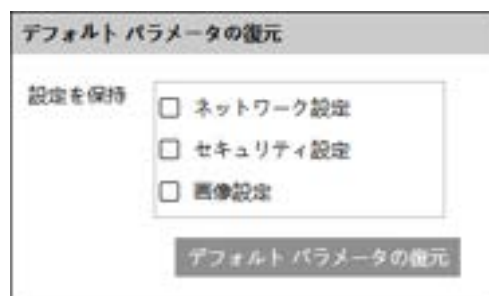 デフォルト パラメータの復元
設定を保持
ネットワーク設定
セキュリティ設定
画像設定
デフォルト パラメータの復元